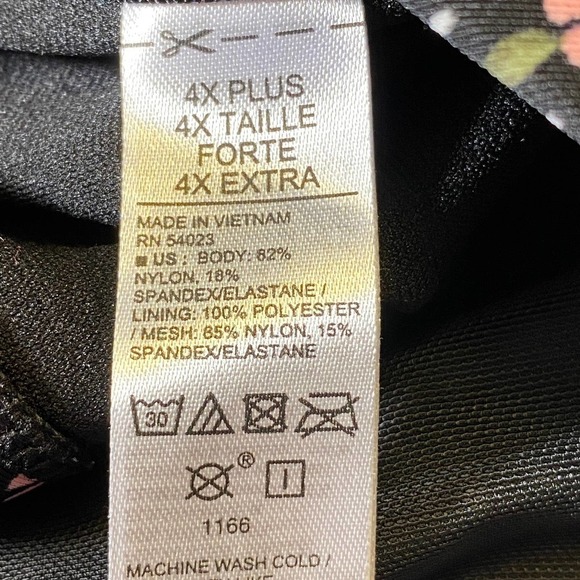 4X PLUS
4X TAILLE
FORTE
4X EXTRA
MADE IN VIETNAM
RN 54023
■ US : BODY: 82%
NYLON, 18%
SPANDEX/ELASTANE /
LINING: 100% POLYESTER
/ MESH: 85% NYLON, 15%
SPANDEX/ELASTANE
30
® I
1166
MACHINE WASH COLD /
LIKE